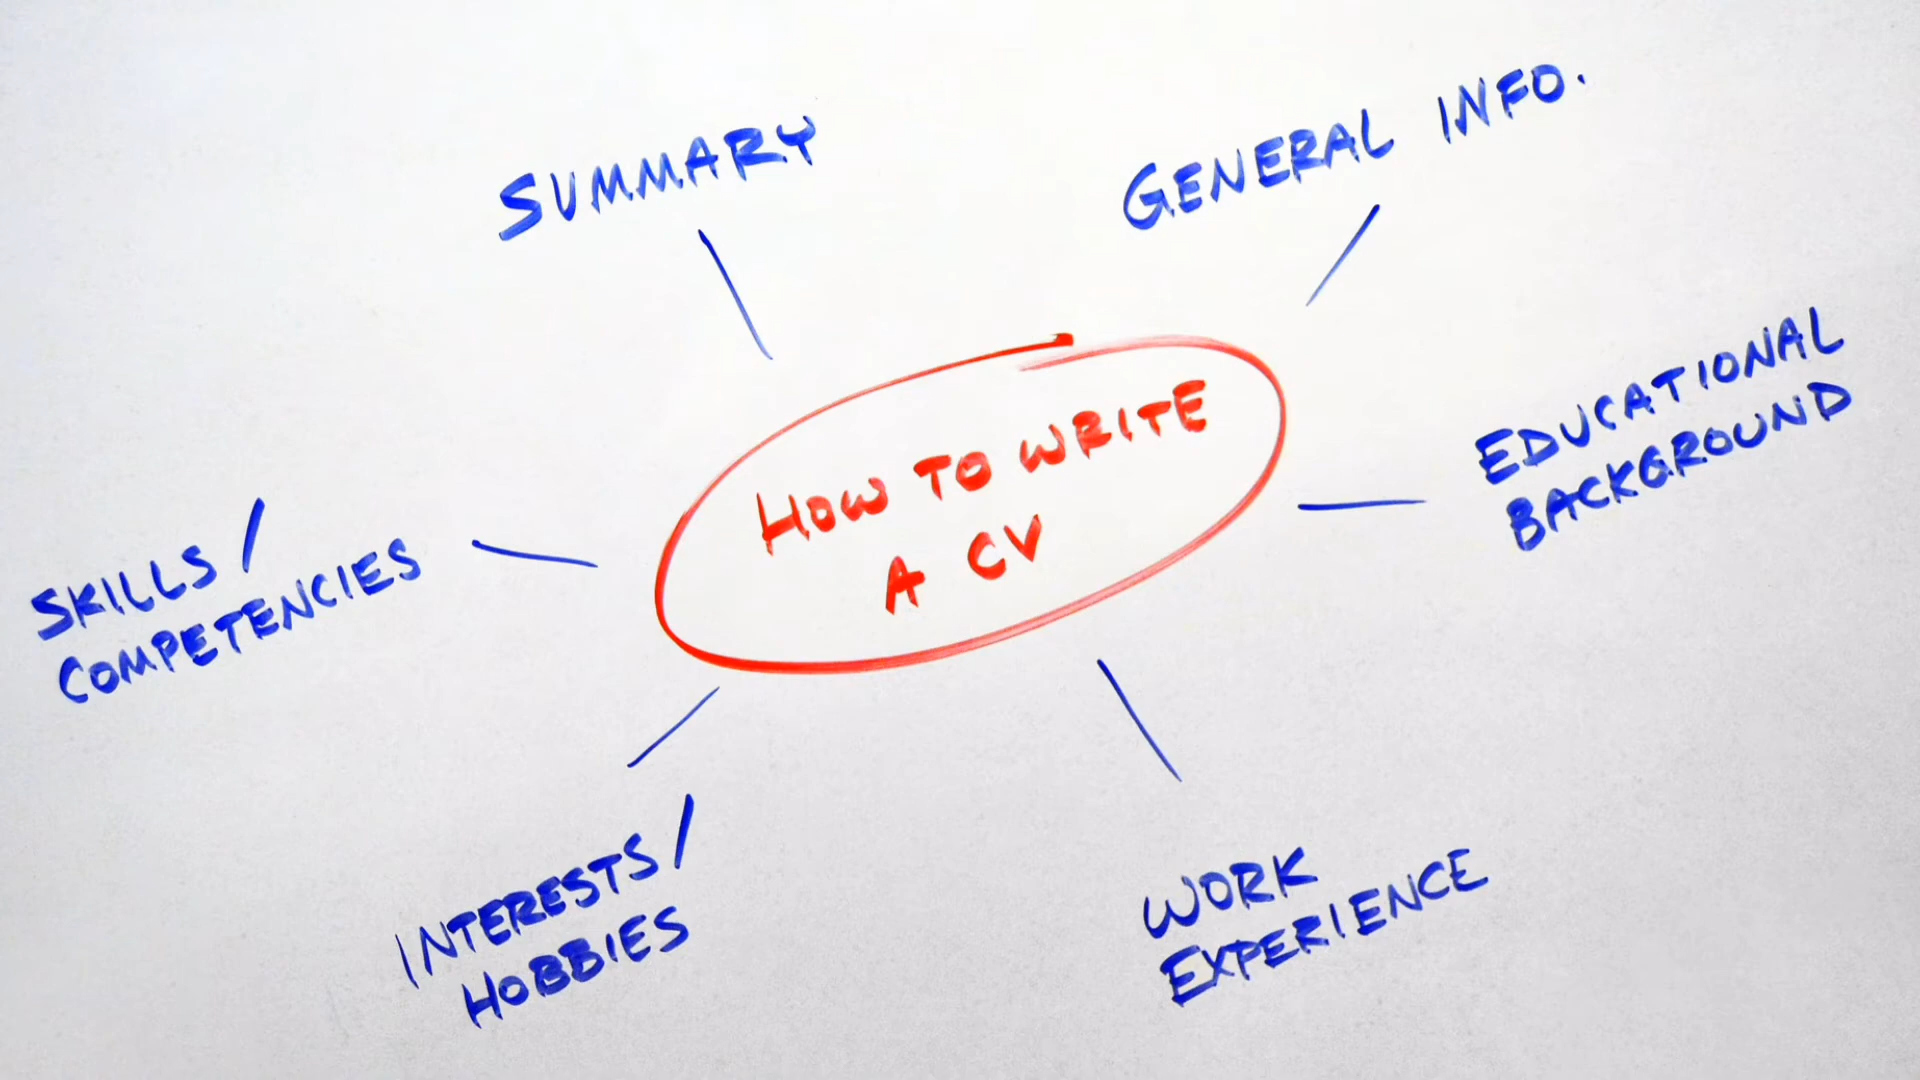 SUMMARY
GENERAL INFO.
HOW TO WRITE
A CV
EDUCATIONAL
BACKGROUND
SKILLS/
COMPETENCIES
INTERESTS/
HOBBIES
WORK
EXPERIENCE